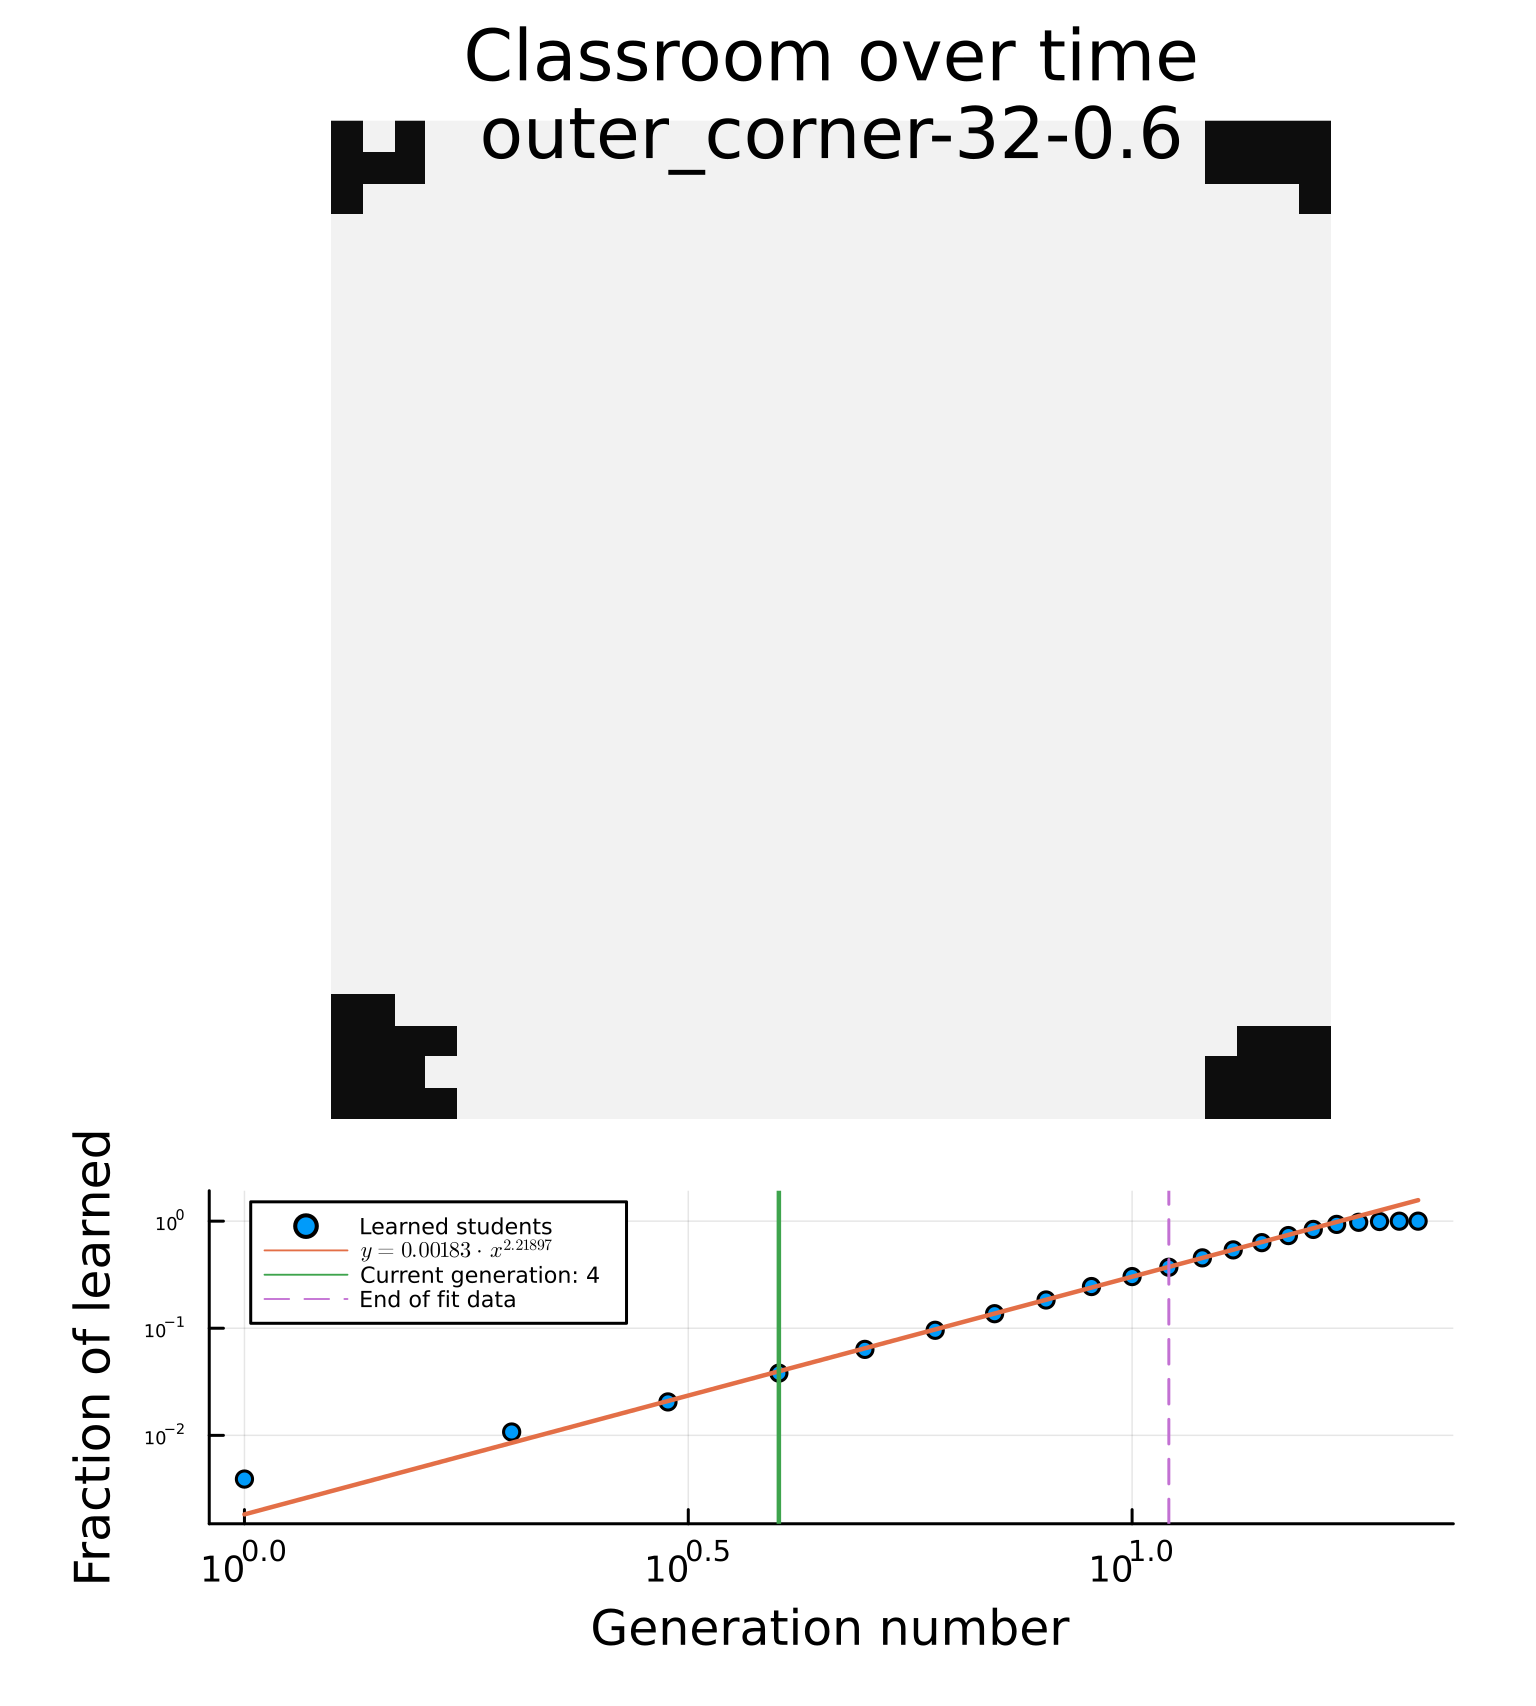 Classroom over time
outer_corner-32-0.6
Fraction of learned
10⁰
10⁻¹
10⁻²
Learned students
y = 0.00183 · x^2.21897
Current generation: 4
End of fit data
10^0.0
10^0.5
10^1.0
Generation number